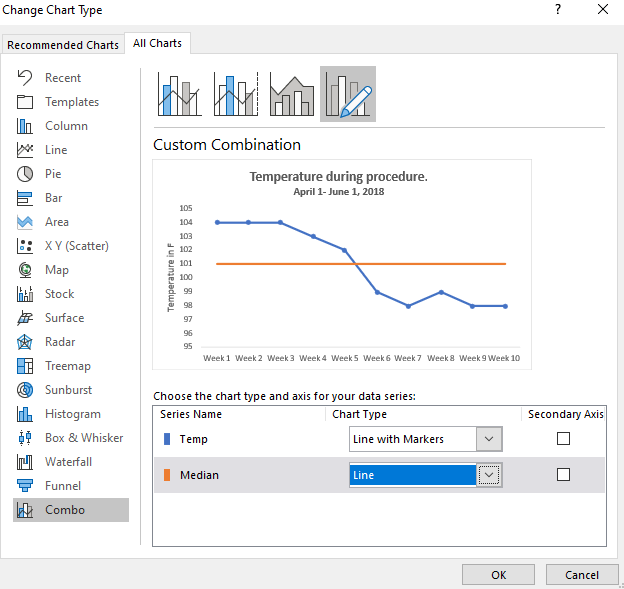 Change Chart Type
?
Recommended Charts
All Charts
Recent
Templates
Column
Line
Pie
Bar
Area
X Y (Scatter)
Map
Stock
Surface
Radar
Treemap
Sunburst
Histogram
Box & Whisker
Waterfall
Funnel
Combo
Custom Combination
Temperature during procedure.
April 1- June 1, 2018
Temperature in F
105
104
103
102
101
100
99
98
97
96
95
Week 1 Week 2 Week 3 Week 4 Week 5 Week 6 Week 7 Week 8 Week 9 Week 10
Choose the chart type and axis for your data series:
Series Name Chart Type Secondary Axis
Temp Line with Markers
Median Line
OK Cancel